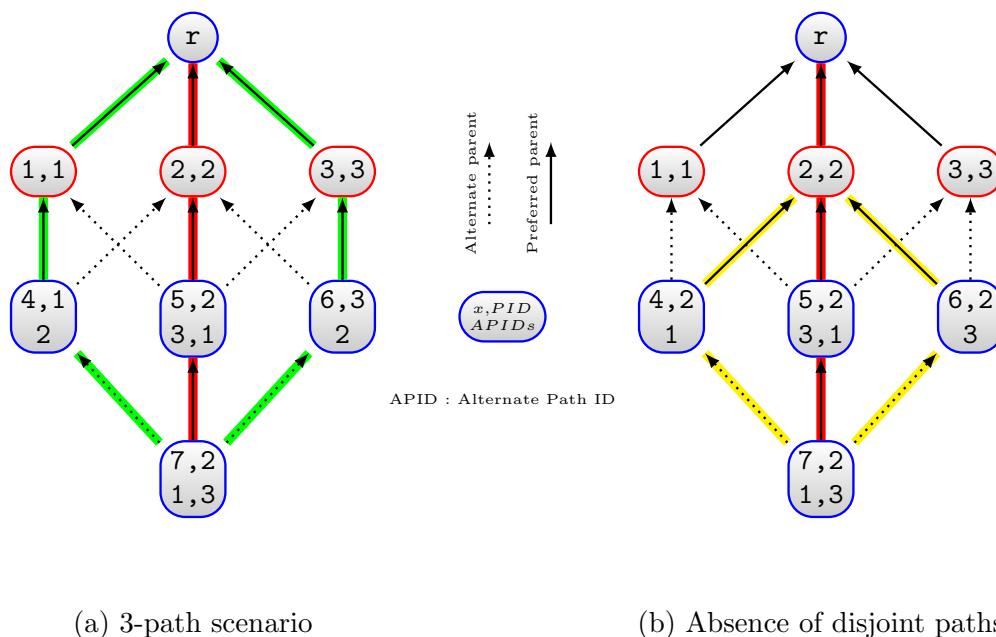 r
1,1
2,2
3,3
4,1
2
5,2
3,1
6,3
2
7,2
1,3
(a) 3-path scenario
Alternate parent
Preferred parent
x,PID
APIDs
APID : Alternate Path ID
r
1,1
2,2
3,3
4,2
1
5,2
3,1
6,2
3
7,2
1,3
(b) Absence of disjoint paths